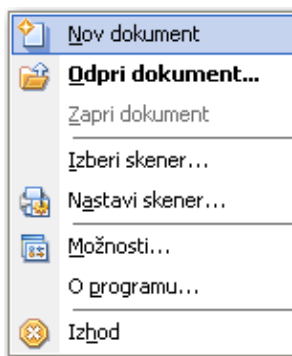 Nov dokument
Odpri dokument...
Zapri dokument
Izberi skener...
Nastavi skener...
Možnosti...
O programu...
Izhod